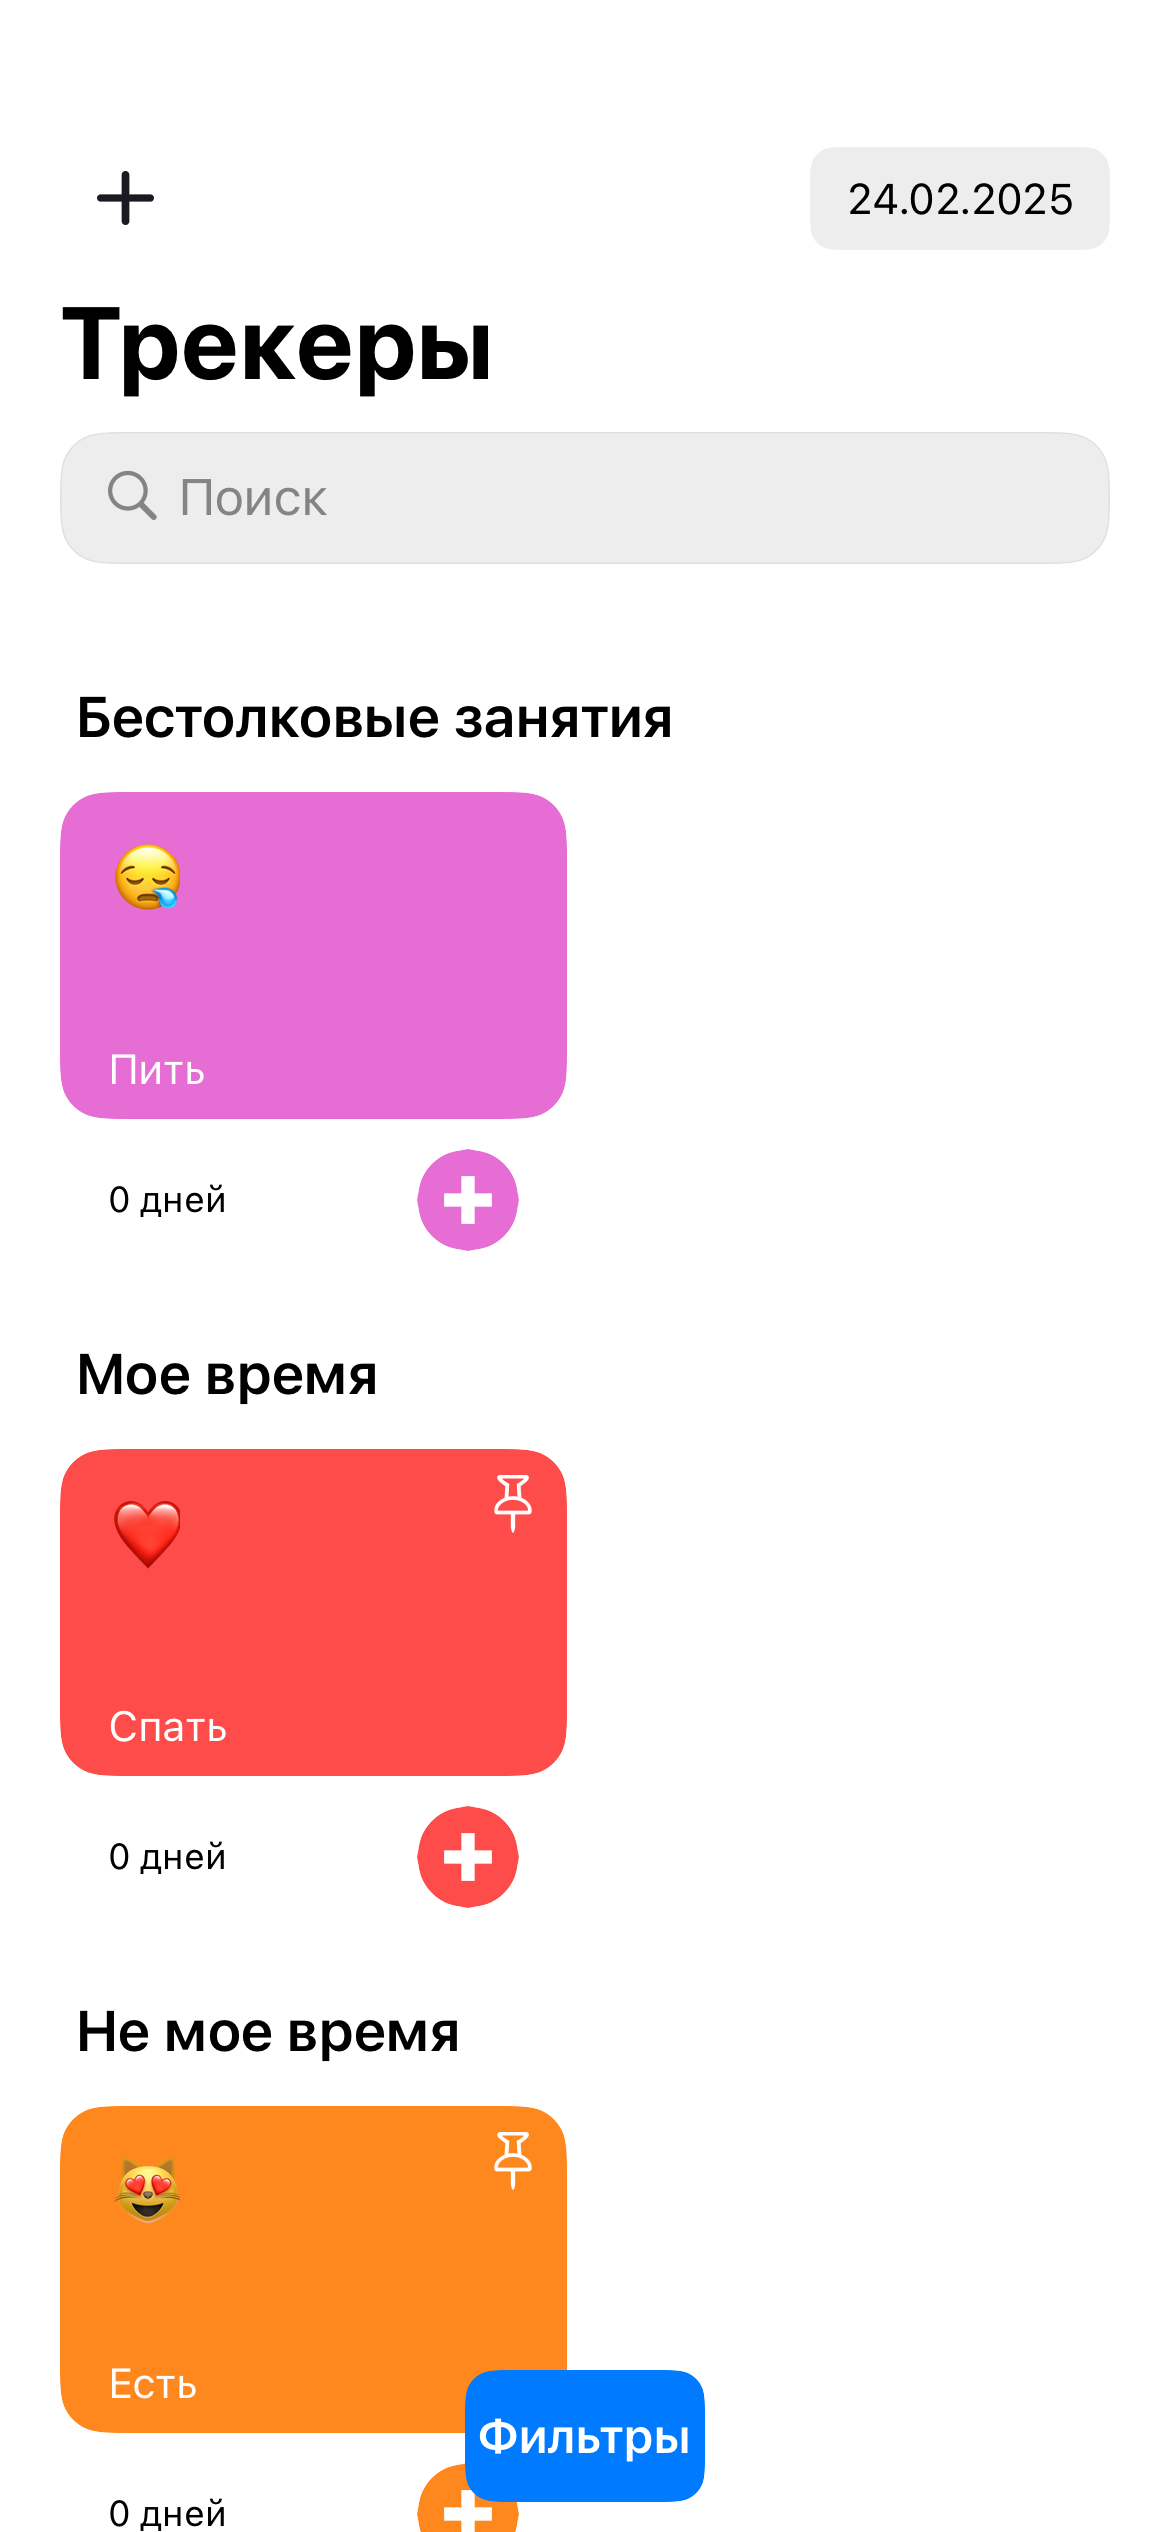 24.02.2025
Трекеры
Поиск
Бестолковые занятия
Пить
0 дней
Мое время
Спать
0 дней
Не мое время
Есть
Фильтры
0 дней